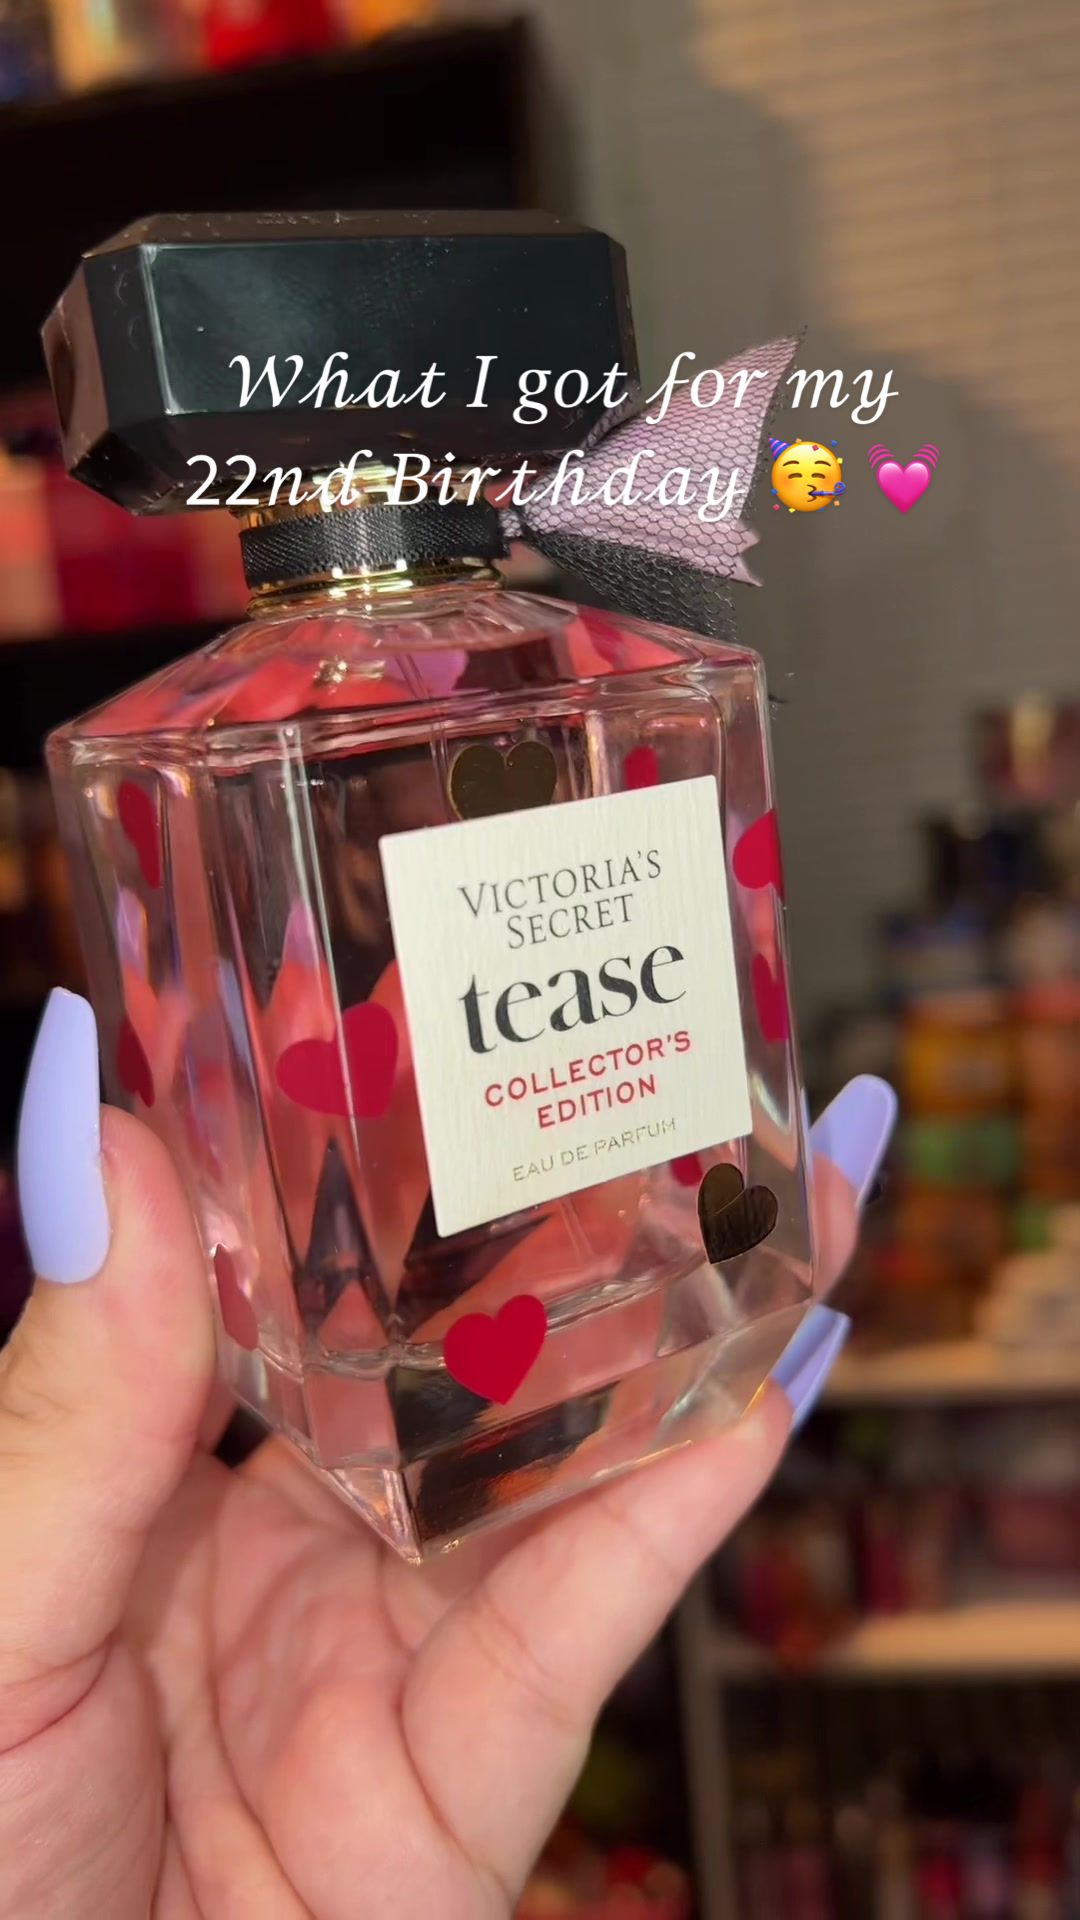 What I got for my
22nd Birthday 🥳 💓
VICTORIA'S
SECRET
tease
COLLECTOR'S
EDITION
EAU DE PARFUM